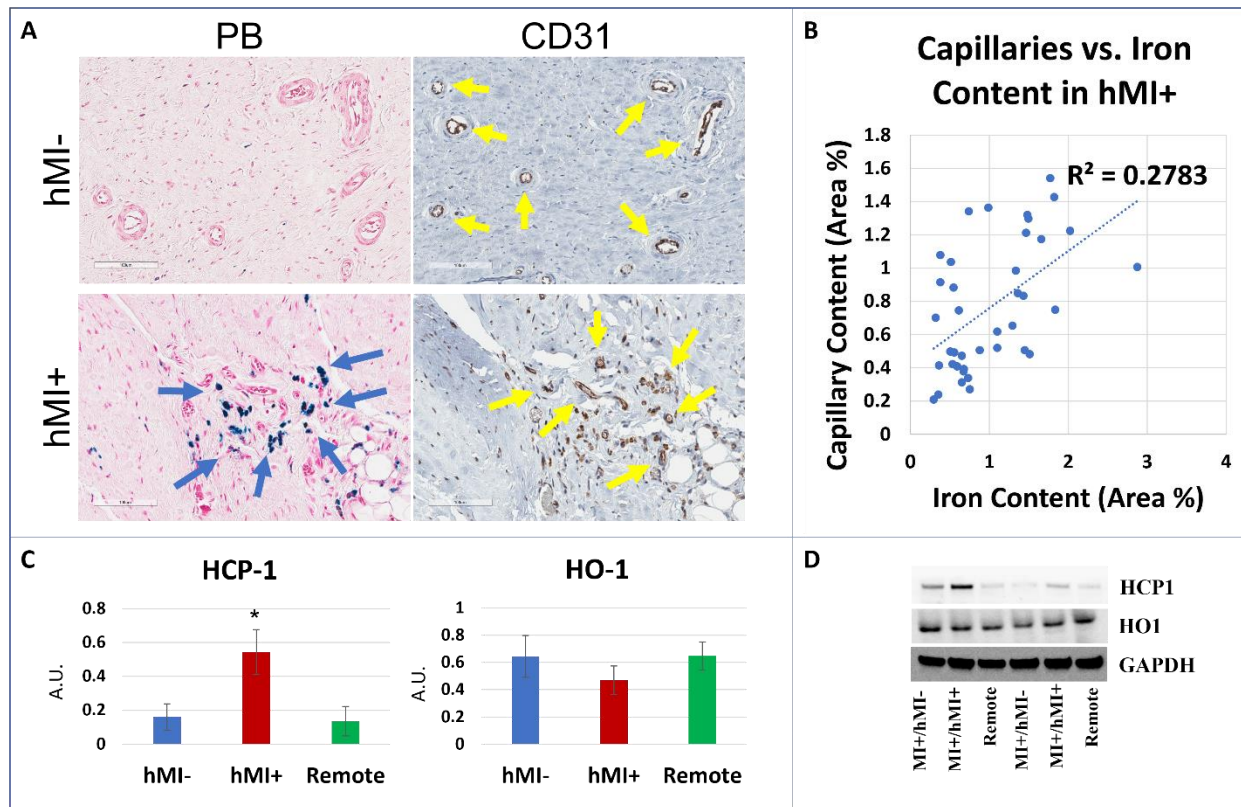 A
PB
CD31
hMI-
hMI+
B
Capillaries vs. Iron
Content in hMI+
R² = 0.2783
Capillary Content (Area %)
1.8
1.6
1.4
1.2
1
0.8
0.6
0.4
0.2
0
0 1 2 3 4
Iron Content (Area %)
C
HCP-1
A.U.
0.8
0.6
0.4
0.2
0
*
hMI- hMI+ Remote
HO-1
A.U.
1
0.8
0.6
0.4
0.2
0
hMI- hMI+ Remote
D
HCP1
HO1
GAPDH
MI+/hMI-
MI+/hMI+
Remote
MI+/hMI-
MI+/hMI+
Remote